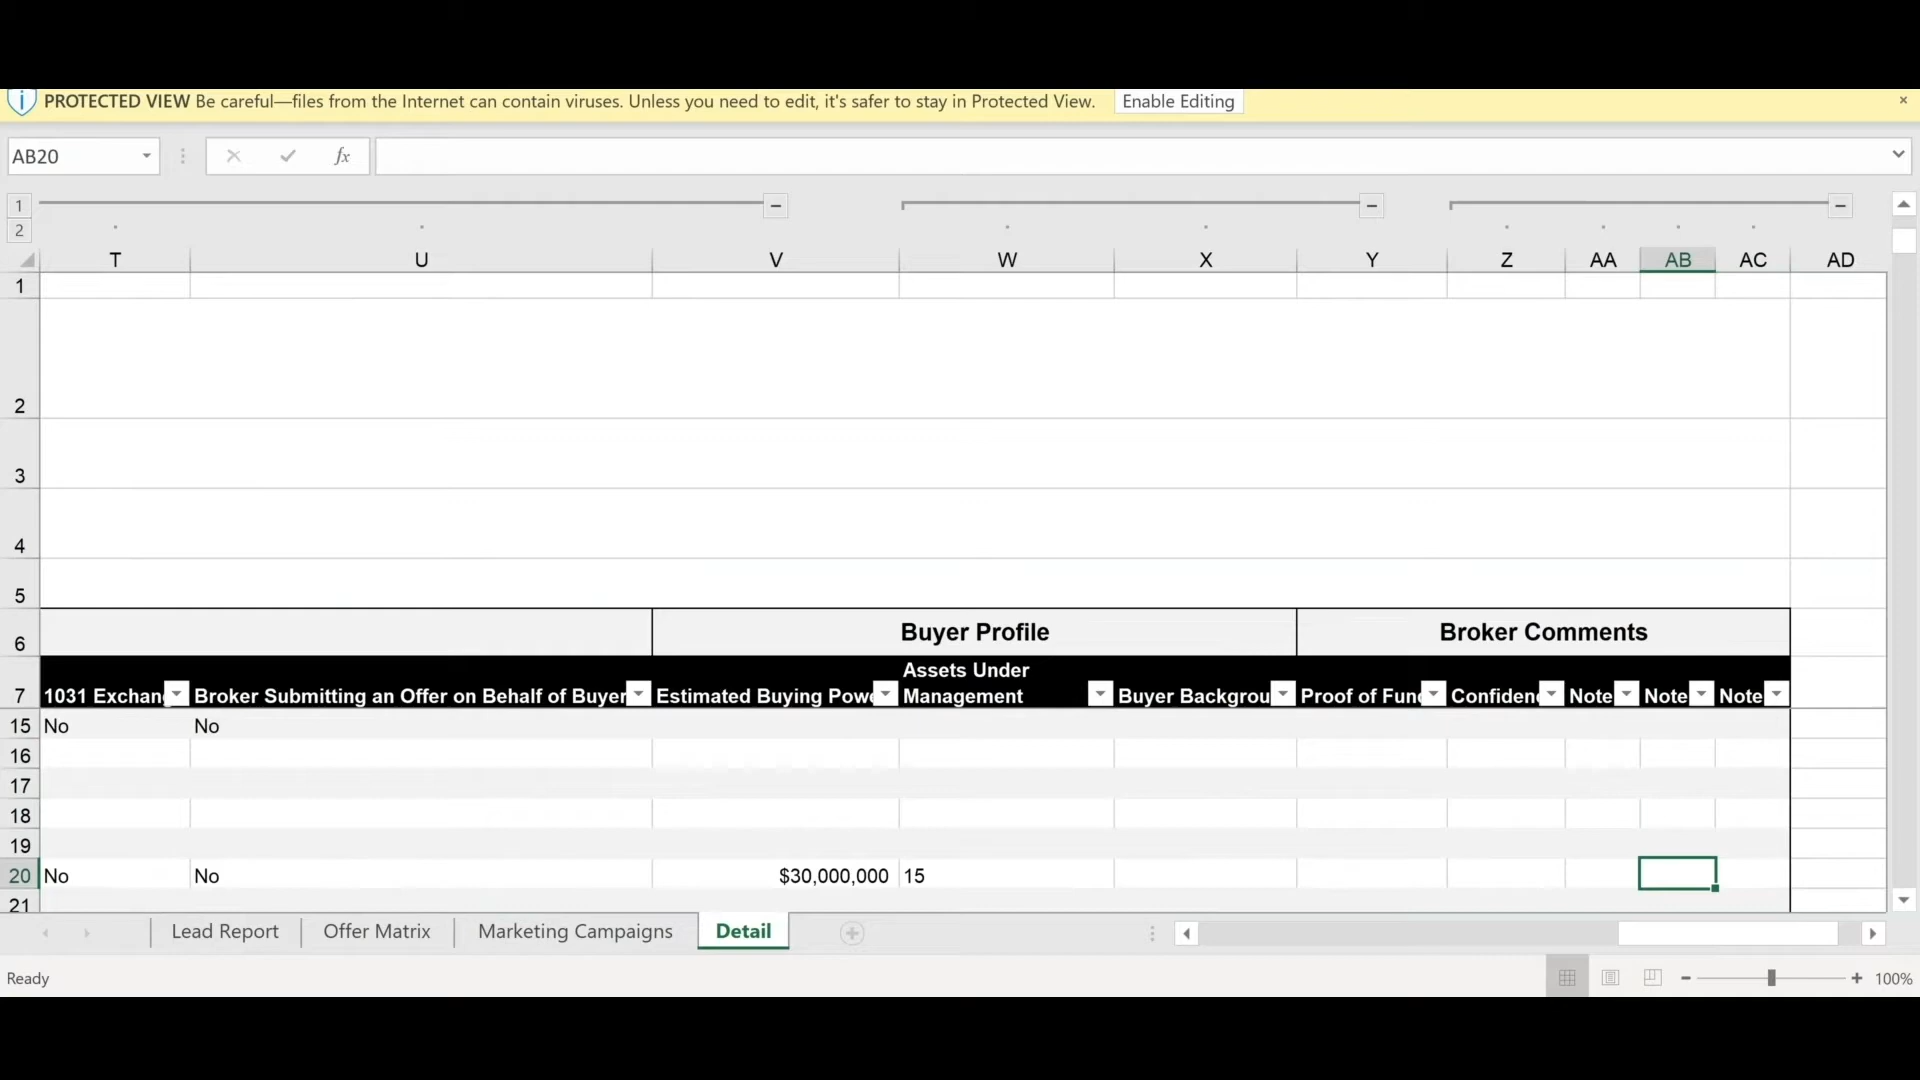 PROTECTED VIEW Be careful—files from the Internet can contain viruses. Unless you need to edit, it's safer to stay in Protected View. Enable Editing ×
AB20 fx
1
2
T U V W X Y Z AA AB AC AD
1
2
3
4
5
6 Buyer Profile Broker Comments
Assets Under
7 1031 Exchan Broker Submitting an Offer on Behalf of Buyer Estimated Buying Powe Management Buyer Backgrou Proof of Fun Confiden Note Note Note
15 No No
16
17
18
19
20 No No $30,000,000 15
21
Lead Report Offer Matrix Marketing Campaigns Detail
Ready 100%